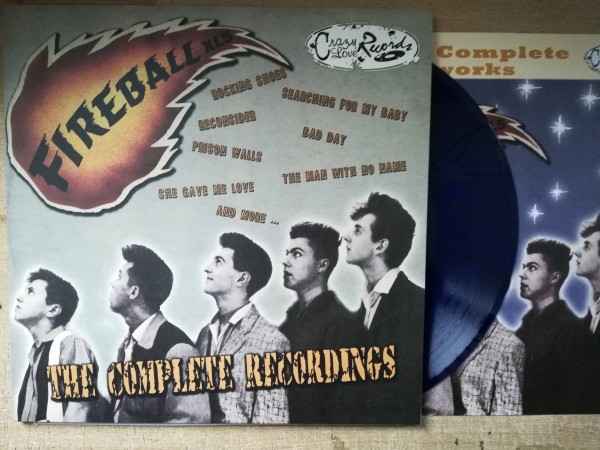 FIREBALL XL5
Crazy
Love
Records
ROCKING SHOES
SEARCHING FOR MY BABY
RECONSIDER
BAD DAY
PRISON WALLS
THE MAN WITH NO NAME
SHE GAVE ME LOVE
AND MORE ...
THE COMPLETE RECORDINGS
Complete
works